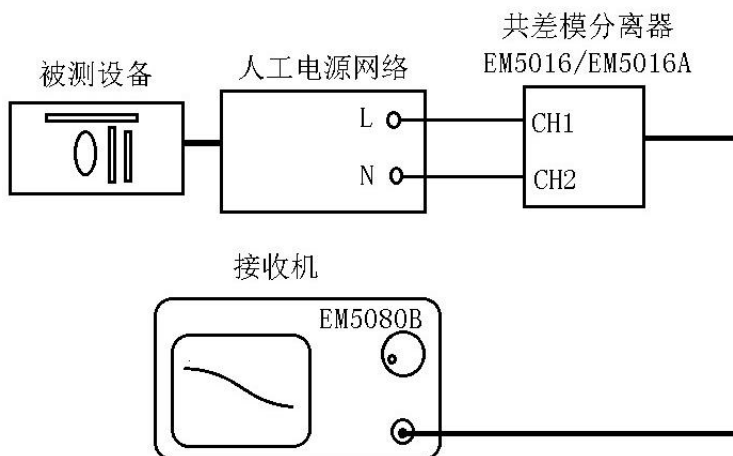 共差模分离器
EM5016/EM5016A
被测设备
人工电源网络
L
CH1
N
CH2
接收机
EM5080B